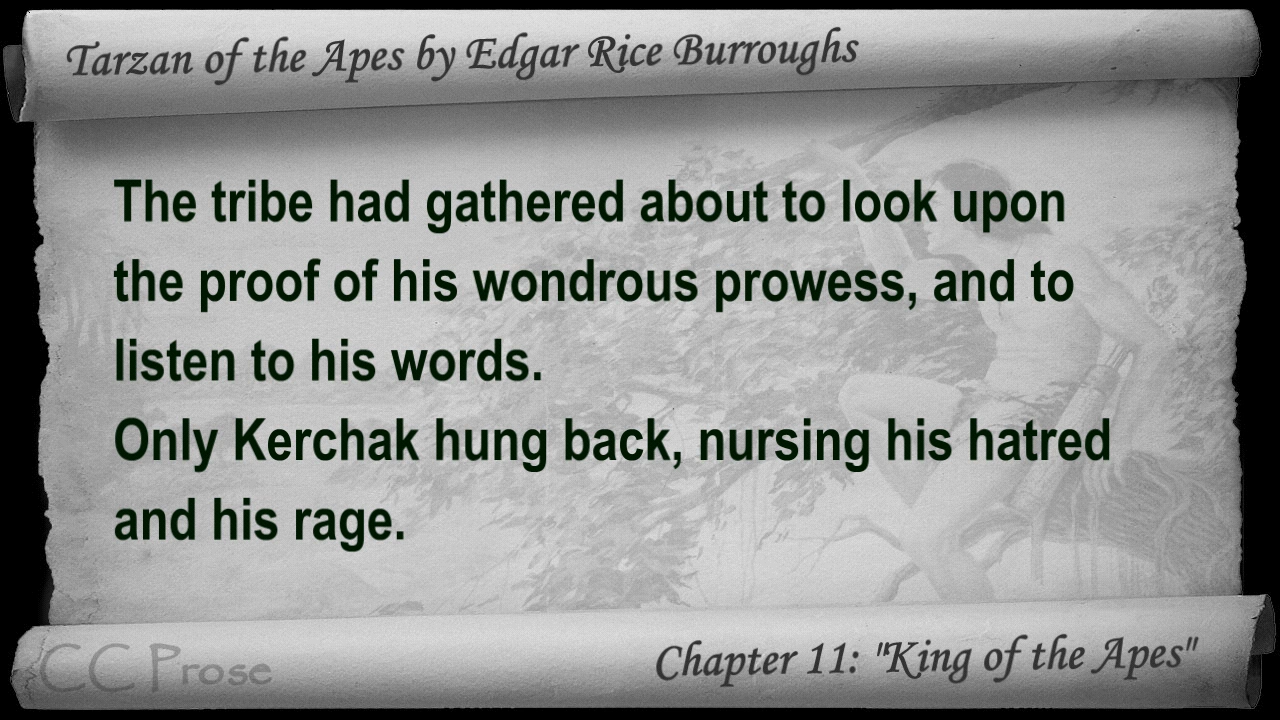 Tarzan of the Apes by Edgar Rice Burroughs
The tribe had gathered about to look upon
the proof of his wondrous prowess, and to
listen to his words.
Only Kerchak hung back, nursing his hatred
and his rage.
CC Prose
Chapter 11: "King of the Apes"